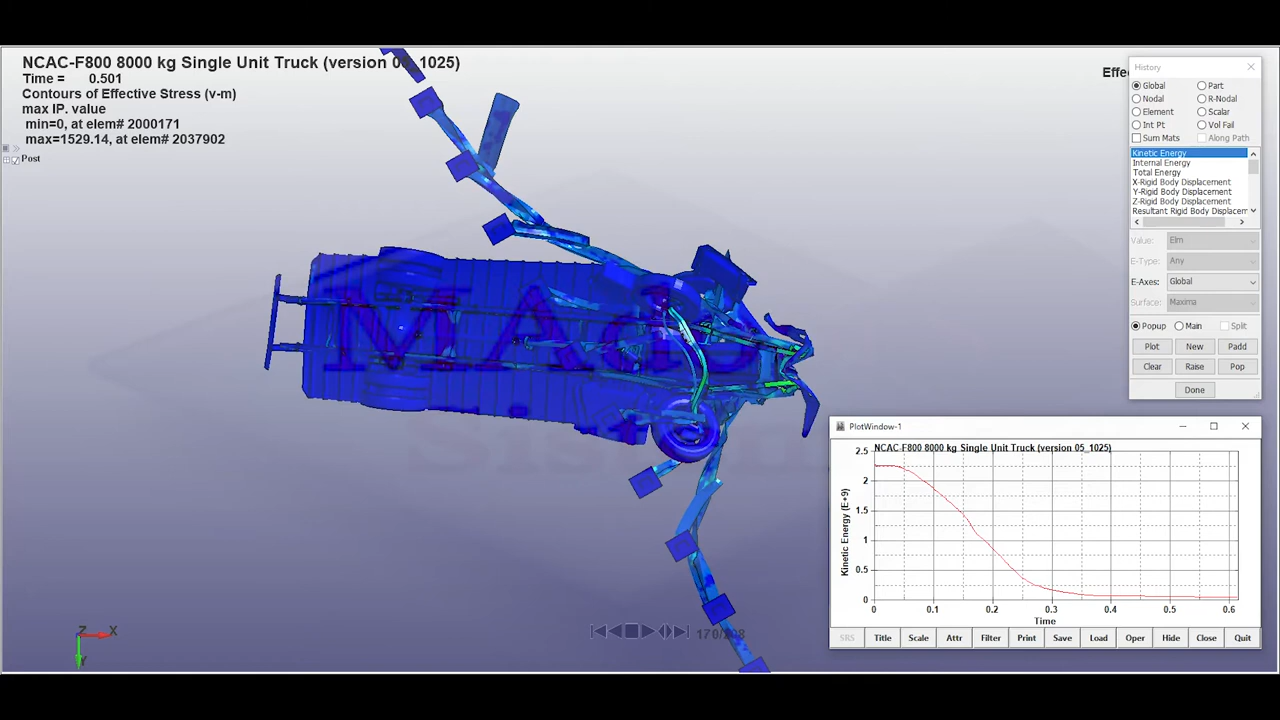 NCAC-F800 8000 kg Single Unit Truck (version 05_1025)
Time = 0.501
Contours of Effective Stress (v-m)
max IP. value
min=0, at elem# 2000171
max=1529.14, at elem# 2037902
Post
Effe
History
Global Part
Nodal R-Nodal
Element Scalar
Int Pt Vol Fail
Sum Mats Along Path
Kinetic Energy
Internal Energy
Total Energy
X-Rigid Body Displacement
Y-Rigid Body Displacement
Z-Rigid Body Displacement
Resultant Rigid Body Displacem
Value: Elm
E-Type: Any
E-Axes: Global
Surface: Maxima
Popup Main Split
Plot New Padd
Clear Raise Pop
Done
PlotWindow-1
NCAC-F800 8000 kg Single Unit Truck (version 05_1025)
Kinetic Energy (E+9)
2.5
2
1.5
1
0.5
0
0 0.1 0.2 0.3 0.4 0.5 0.6
Time
SRS Title Scale Attr Filter Print Save Load Oper Hide Close Quit
Z X
Y